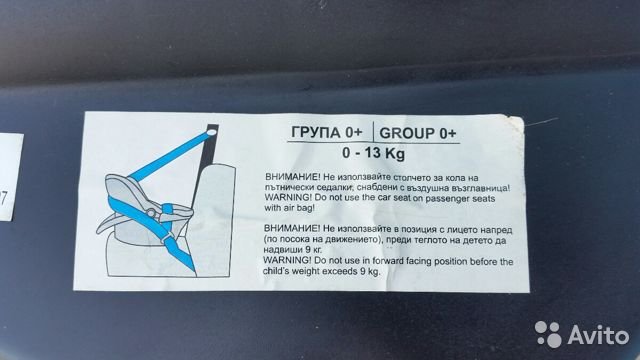 ГРУПА 0+ | GROUP 0+
0 - 13 Kg
ВНИМАНИЕ! Не използвайте столчето за кола на
пътнически седалки, снабдени с въздушна възглавница!
WARNING! Do not use the car seat on passenger seats
with air bag!
ВНИМАНИЕ! Не използвайте в позиция с лицето напред
(по посока на движението), преди теглото на детето да
надвиши 9 кг.
WARNING! Do not use in forward facing position before the
child's weight exceeds 9 kg.
97
Avito